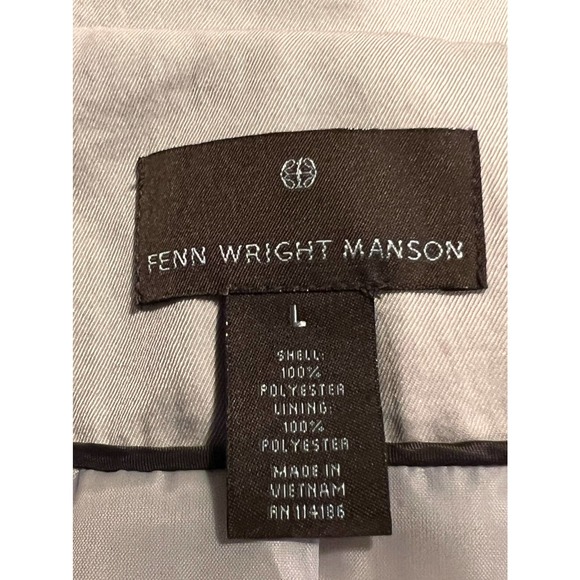 FENN WRIGHT MANSON
L
SHELL:
100%
POLYESTER
LINING:
100%
POLYESTER
MADE IN
VIETNAM
RN 114186